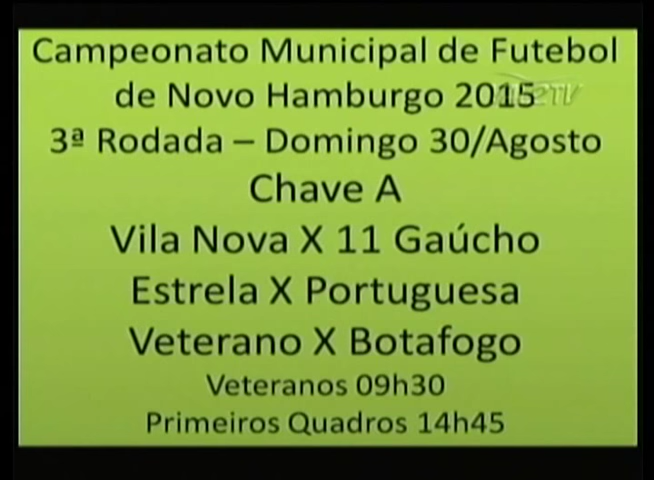 Campeonato Municipal de Futebol
de Novo Hamburgo 2015
3ª Rodada – Domingo 30/Agosto
Chave A
Vila Nova X 11 Gaúcho
Estrela X Portuguesa
Veterano X Botafogo
Veteranos 09h30
Primeiros Quadros 14h45